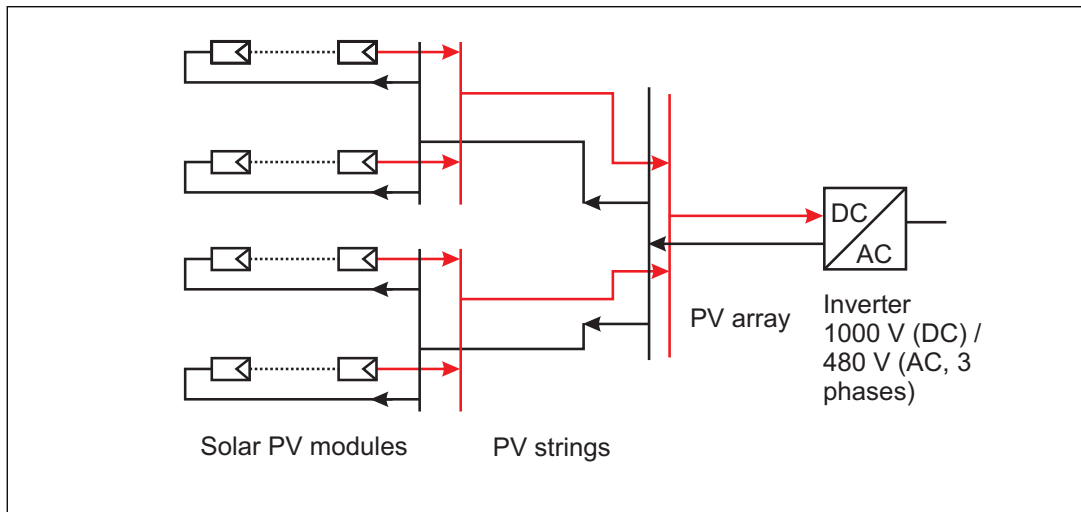 DC
AC
PV array
Inverter
1000 V (DC) /
480 V (AC, 3
phases)
Solar PV modules
PV strings